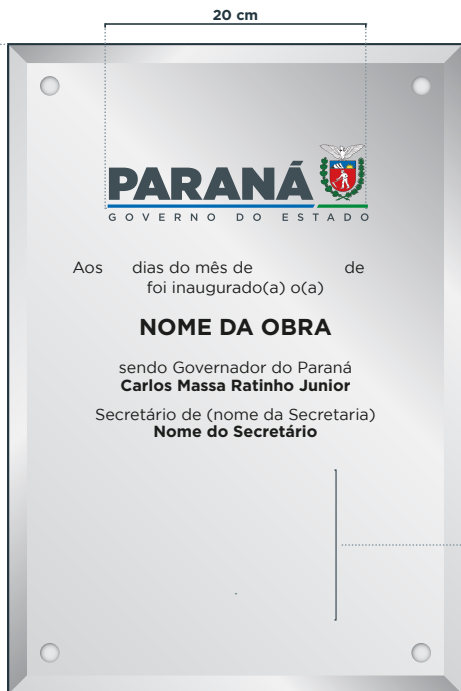 20 cm
PARANÁ
GOVERNO DO ESTADO
Aos dias do mês de de
foi inaugurado(a) o(a)
NOME DA OBRA
sendo Governador do Paraná
Carlos Massa Ratinho Junior
Secretário de (nome da Secretaria)
Nome do Secretário